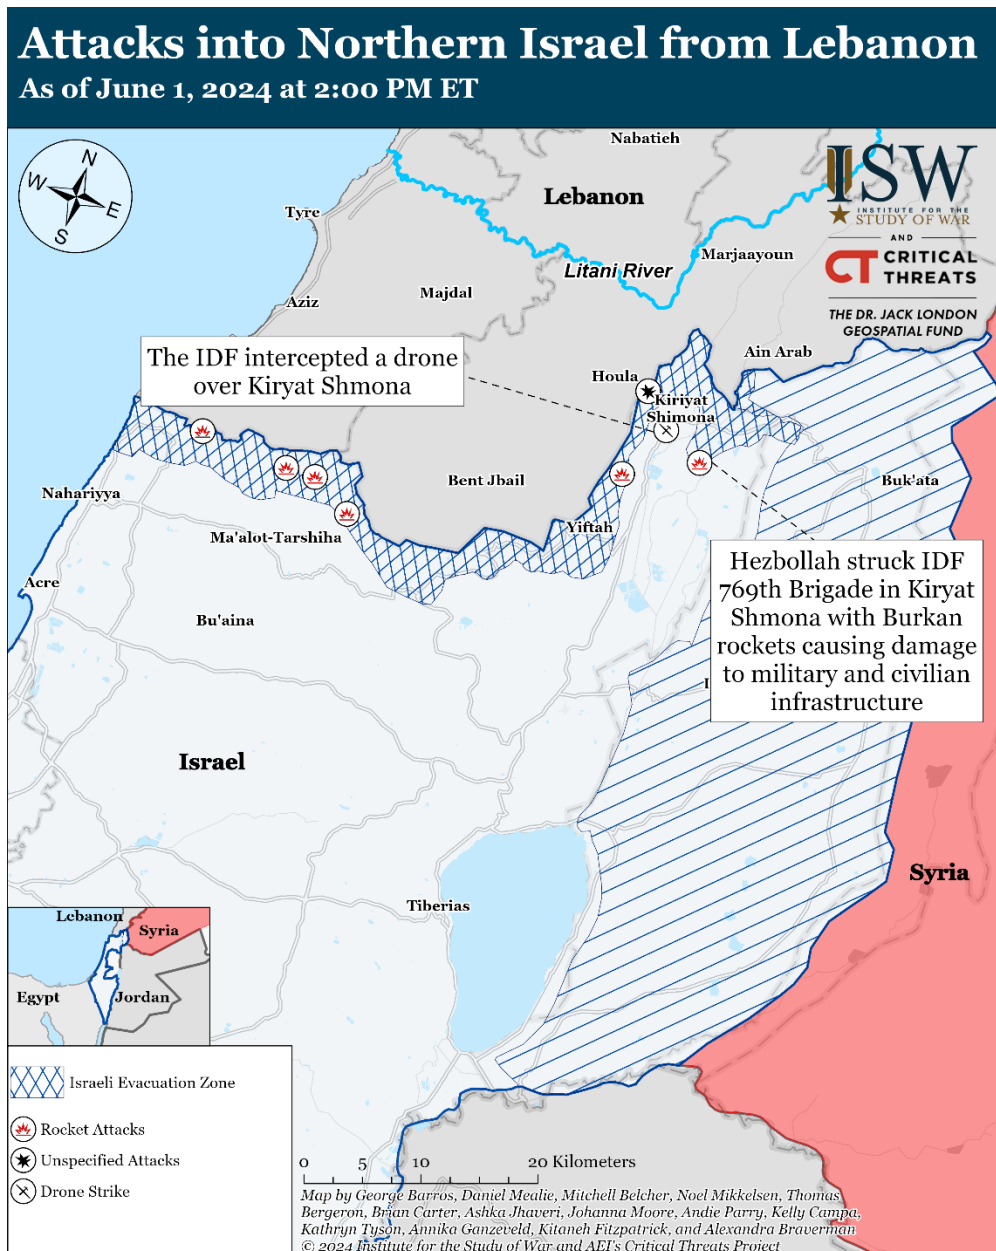 Attacks into Northern Israel from Lebanon
As of June 1, 2024 at 2:00 PM ET
N
W
E
S
Nabatieh
Lebanon
ISW
INSTITUTE FOR THE
STUDY OF WAR
AND
CT CRITICAL
THREATS
THE DR. JACK LONDON
GEOSPATIAL FUND
Tyre
Marjaayoun
Litani River
Majdal
Aziz
The IDF intercepted a drone
over Kiryat Shmona
Ain Arab
Houla
Kiriyat
Shimona
Bent Jbail
Buk'ata
Nahariyya
Yiftah
Ma'alot-Tarshiha
Hezbollah struck IDF
769th Brigade in Kiryat
Shmona with Burkan
rockets causing damage
to military and civilian
infrastructure
Acre
Bu'aina
Israel
Syria
Tiberias
Lebanon
Syria
Egypt
Jordan
Israeli Evacuation Zone
Rocket Attacks
Unspecified Attacks
Drone Strike
0 5 10 20 Kilometers
Map by George Barros, Daniel Mealie, Mitchell Belcher, Noel Mikkelsen, Thomas
Bergeron, Brian Carter, Ashka Jhaveri, Johanna Moore, Andie Parry, Kelly Campa,
Kathryn Tyson, Annika Ganzeveld, Kitaneh Fitzpatrick, and Alexandra Braverman
© 2024 Institute for the Study of War and AEI's Critical Threats Project